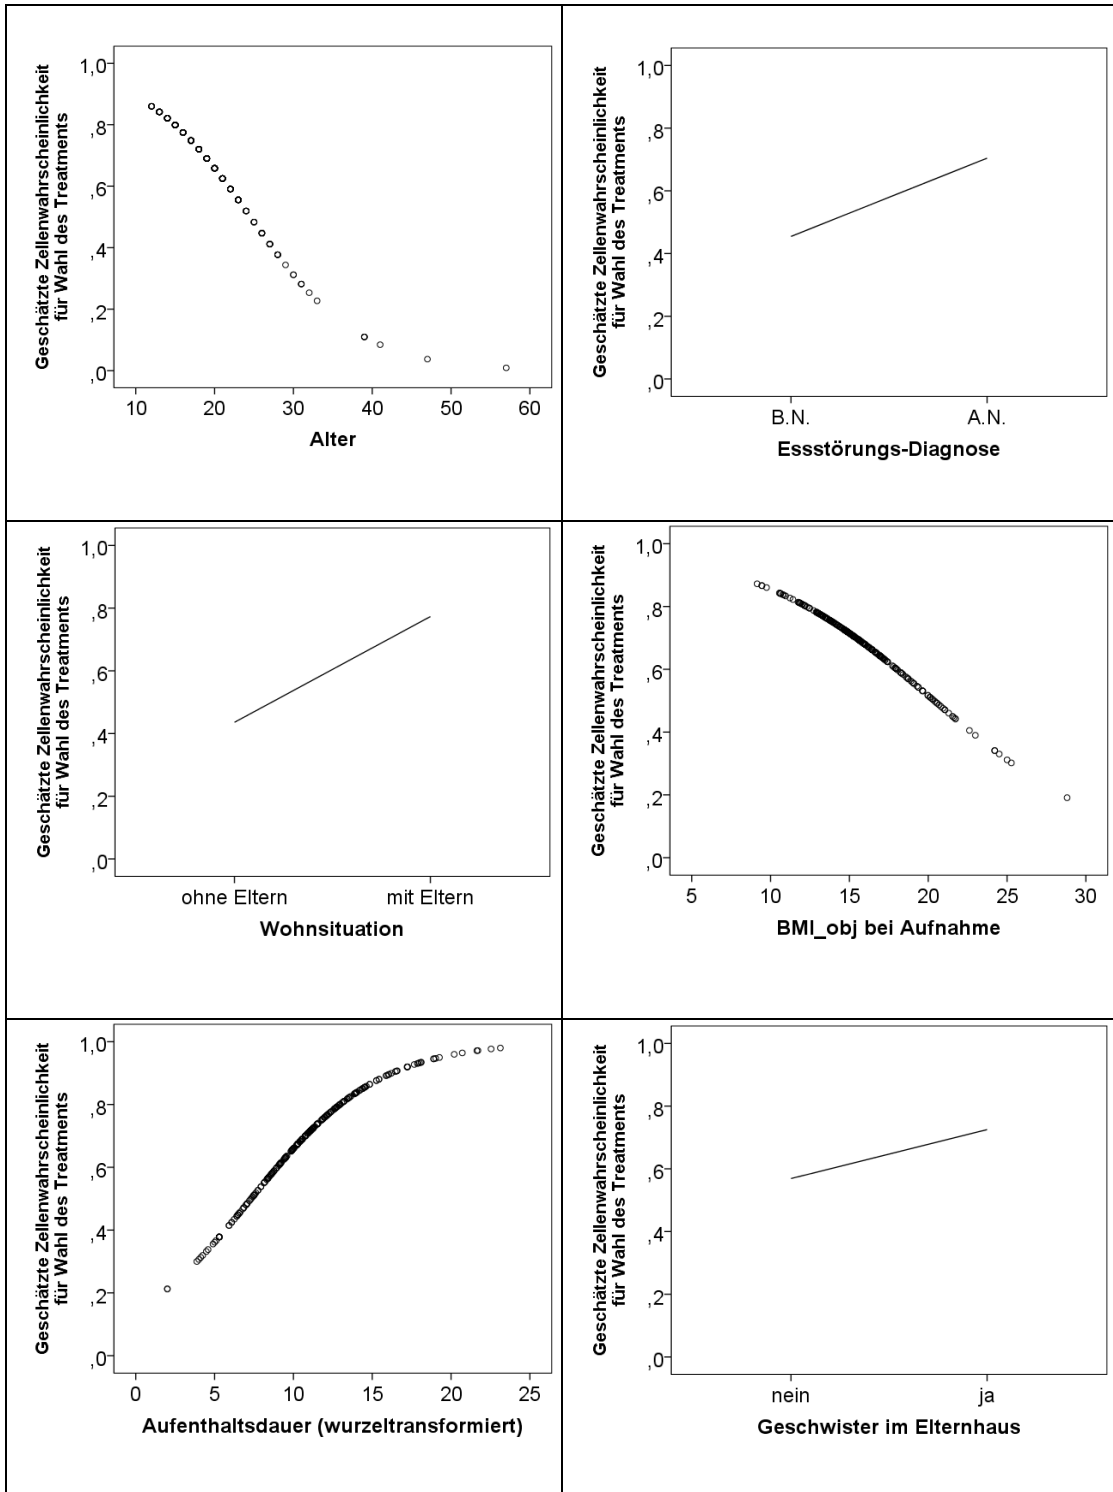 Geschätzte Zellenwahrscheinlichkeit
für Wahl des Treatments
1,0
,8
,6
,4
,2
,0
10 20 30 40 50 60
Alter
Geschätzte Zellenwahrscheinlichkeit
für Wahl des Treatments
1,0
,8
,6
,4
,2
,0
B.N. A.N.
Essstörungs-Diagnose
Geschätzte Zellenwahrscheinlichkeit
für Wahl des Treatments
1,0
,8
,6
,4
,2
,0
ohne Eltern mit Eltern
Wohnsituation
Geschätzte Zellenwahrscheinlichkeit
für Wahl des Treatments
1,0
,8
,6
,4
,2
,0
5 10 15 20 25 30
BMI_obj bei Aufnahme
Geschätzte Zellenwahrscheinlichkeit
für Wahl des Treatments
1,0
,8
,6
,4
,2
,0
0 5 10 15 20 25
Aufenthaltsdauer (wurzeltransformiert)
Geschätzte Zellenwahrscheinlichkeit
für Wahl des Treatments
1,0
,8
,6
,4
,2
,0
nein ja
Geschwister im Elternhaus